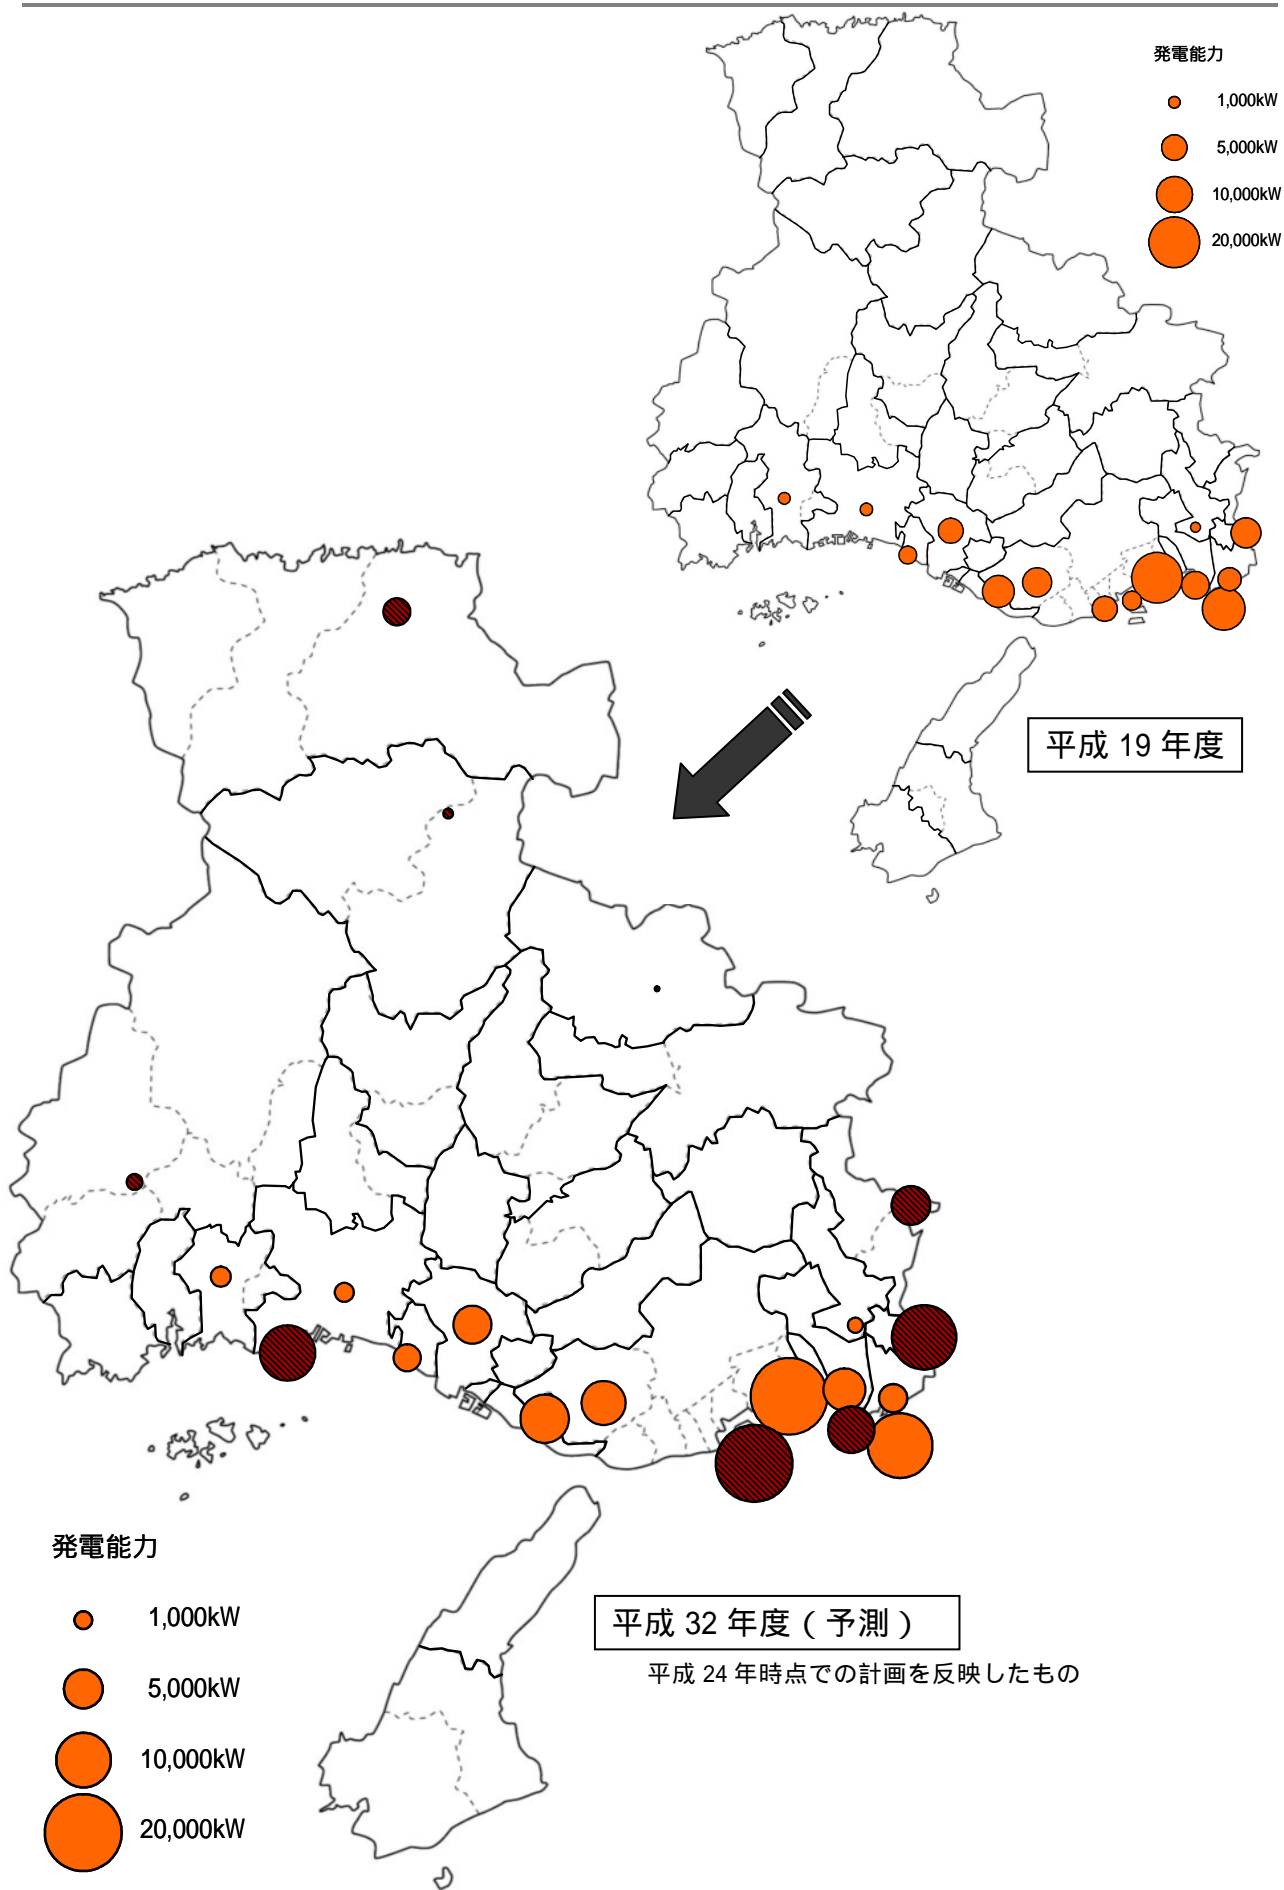 発電能力
1,000kW
5,000kW
10,000kW
20,000kW
平成 19 年度
発電能力
1,000kW
5,000kW
10,000kW
20,000kW
平成 32 年度（予測）
平成 24 年時点での計画を反映したもの